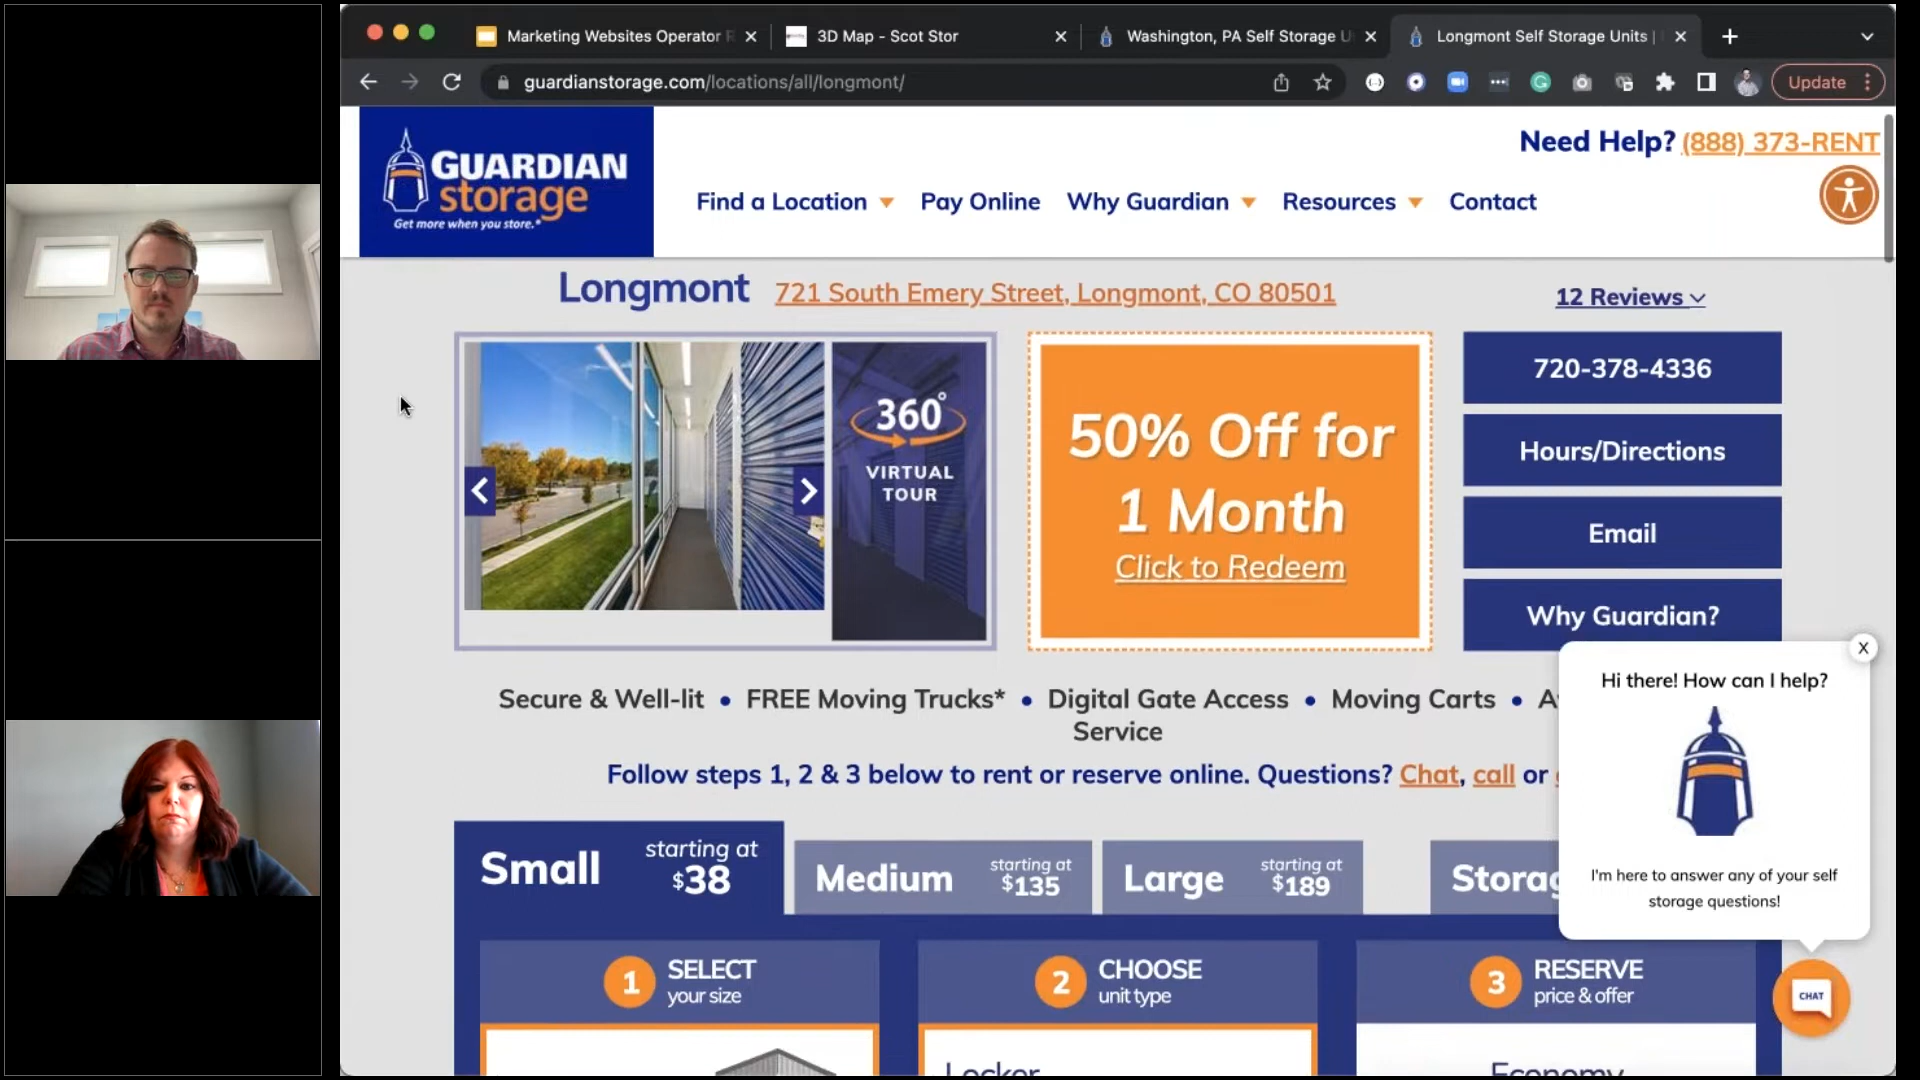 Marketing Websites Operator R
3D Map - Scot Stor
Washington, PA Self Storage U
Longmont Self Storage Units |
guardianstorage.com/locations/all/longmont/
Update
GUARDIAN
storage
Get more when you store.*
Need Help? (888) 373-RENT
Find a Location
Pay Online
Why Guardian
Resources
Contact
Longmont
721 South Emery Street, Longmont, CO 80501
12 Reviews
360°
VIRTUAL
TOUR
50% Off for
1 Month
Click to Redeem
720-378-4336
Hours/Directions
Email
Why Guardian?
Secure & Well-lit • FREE Moving Trucks* • Digital Gate Access • Moving Carts •
Service
Follow steps 1, 2 & 3 below to rent or reserve online. Questions? Chat, call or
X
Hi there! How can I help?
I'm here to answer any of your self
storage questions!
CHAT
Small
starting at
$38
Medium
starting at
$135
Large
starting at
$189
Storag
1 SELECT
your size
2 CHOOSE
unit type
3 RESERVE
price & offer
Locker
Economy